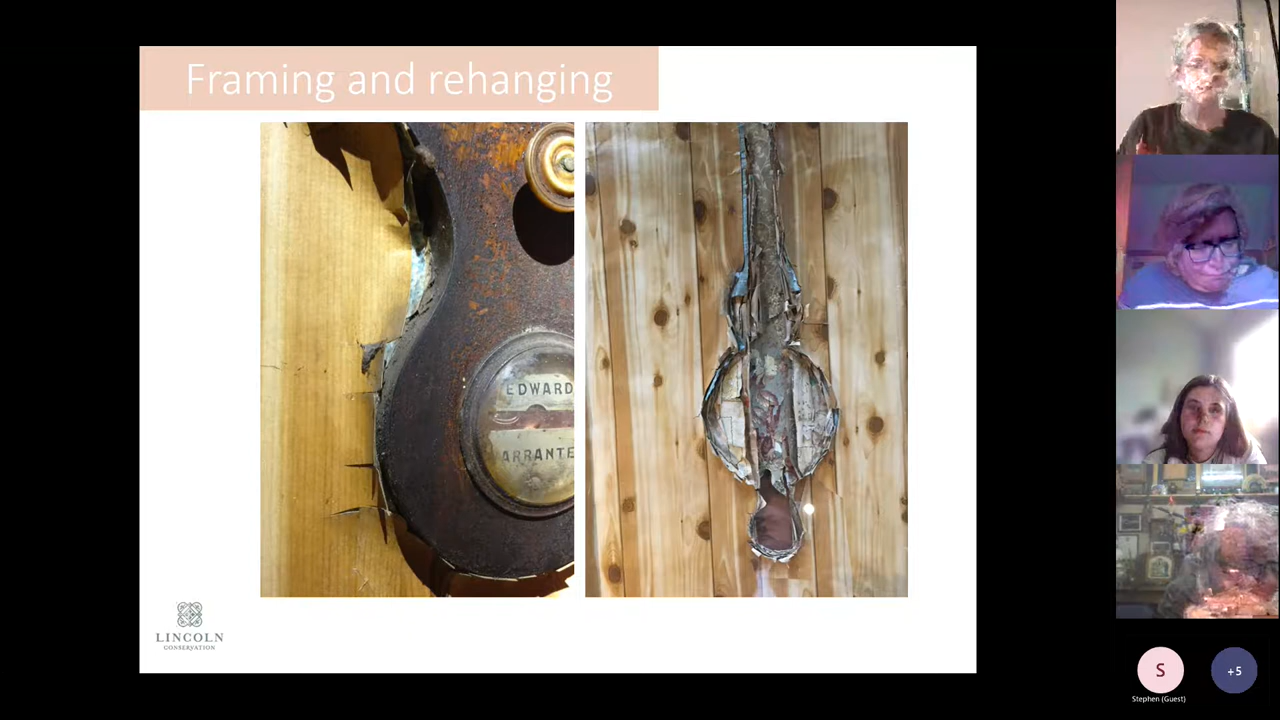 Framing and rehanging
EDWARD
ARRANTE
LINCOLN
CONSERVATION
S
+5
Stephen (Guest)